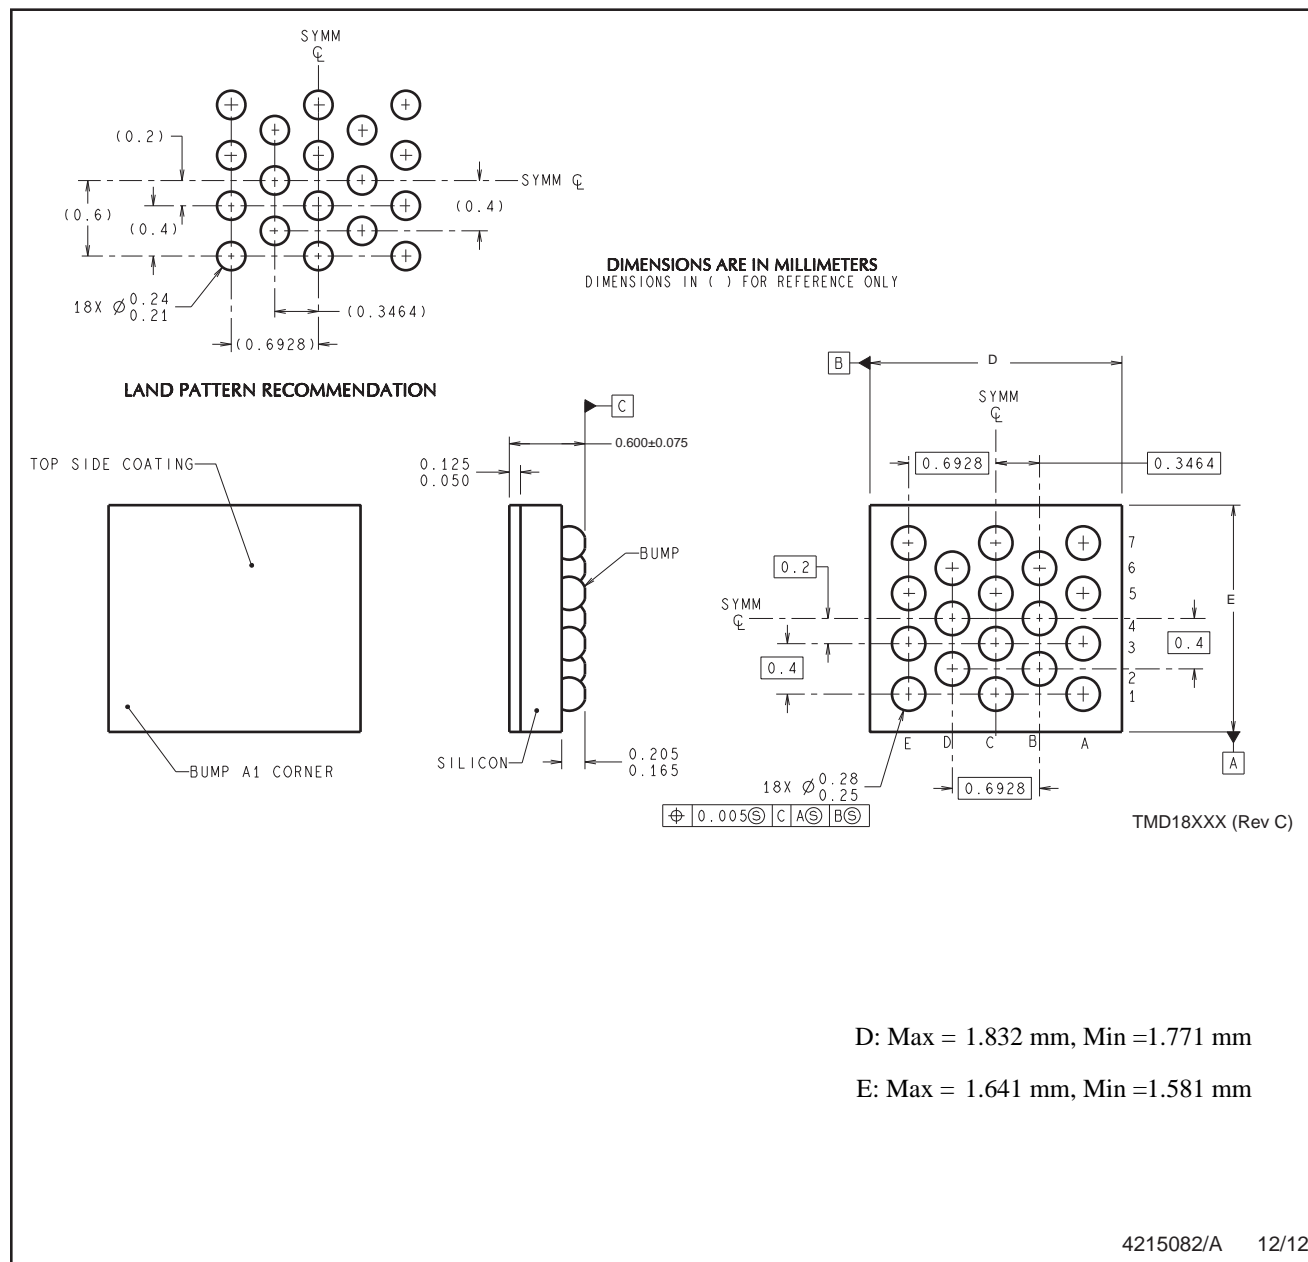 SYMM
℄
(0.2)
SYMM ℄
(0.6)
(0.4)
(0.4)
18X ⌀ 0.24
0.21
(0.3464)
(0.6928)
DIMENSIONS ARE IN MILLIMETERS
DIMENSIONS IN ( ) FOR REFERENCE ONLY
LAND PATTERN RECOMMENDATION
TOP SIDE COATING
BUMP A1 CORNER
C
0.600±0.075
0.125
0.050
BUMP
SILICON
0.205
0.165
B
D
SYMM
℄
0.6928
0.3464
7
6
5
4
3
2
1
0.2
SYMM
℄
0.4
0.4
E
E D C B A
A
18X ⌀ 0.28
0.25
0.6928
⌖ 0.005Ⓢ C AⓈ BⓈ
TMD18XXX (Rev C)
D: Max = 1.832 mm, Min =1.771 mm
E: Max = 1.641 mm, Min =1.581 mm
4215082/A 12/12